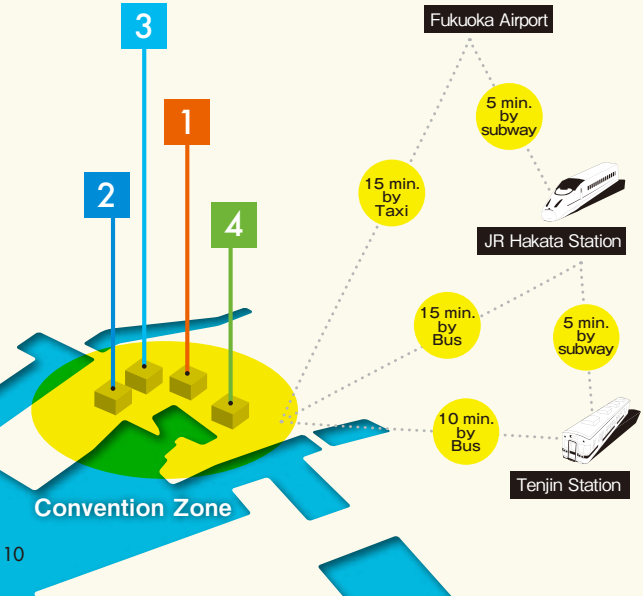 3
Fukuoka Airport
5 min.
by
subway
1
15 min.
by
Taxi
2
4
JR Hakata Station
15 min.
by
Bus
5 min.
by
subway
10 min.
by
Bus
Tenjin Station
Convention Zone
10